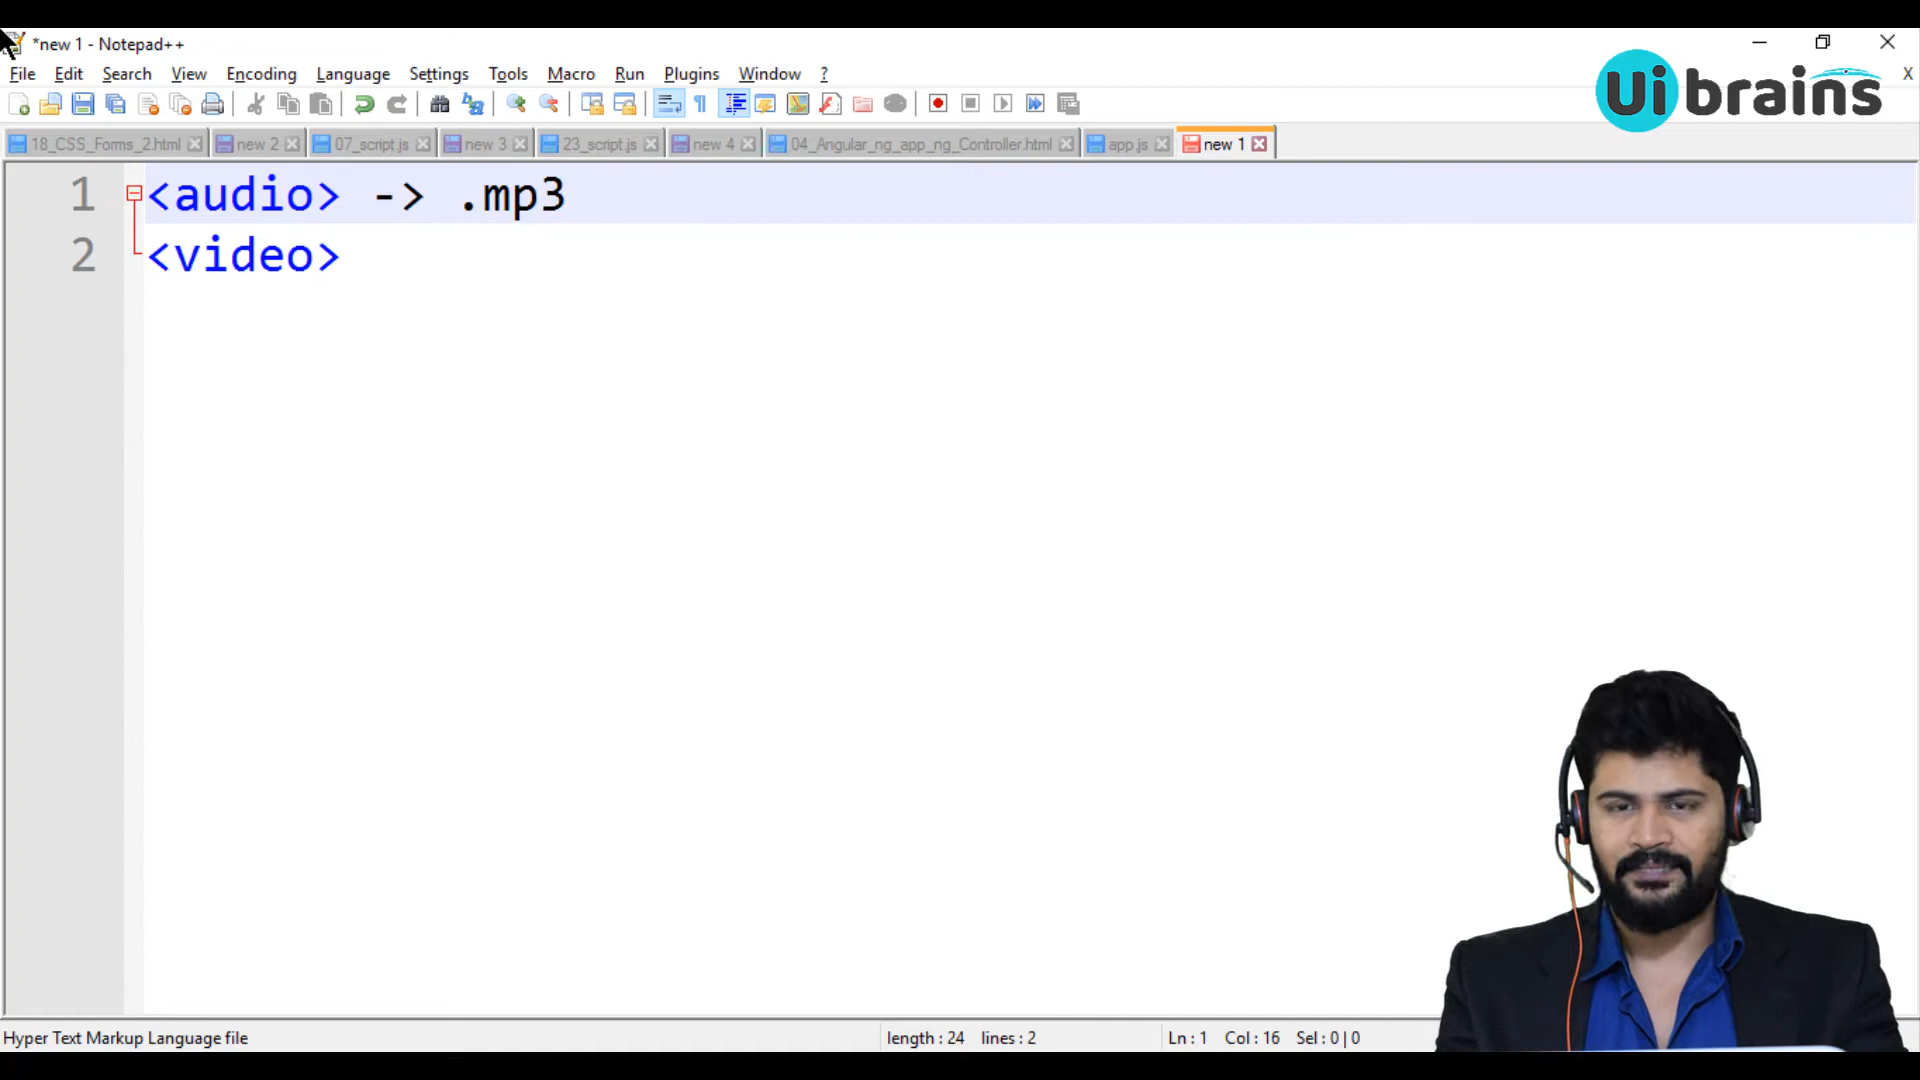 *new 1 - Notepad++
File Edit Search View Encoding Language Settings Tools Macro Run Plugins Window ? X
Ui brains
18_CSS_Forms_2.html new 2 07_script.js new 3 23_script.js new 4 04_Angular_ng_app_ng_Controller.html app.js new 1
1 <audio> -> .mp3
2 <video>
Hyper Text Markup Language file length : 24 lines : 2 Ln : 1 Col : 16 Sel : 0 | 0